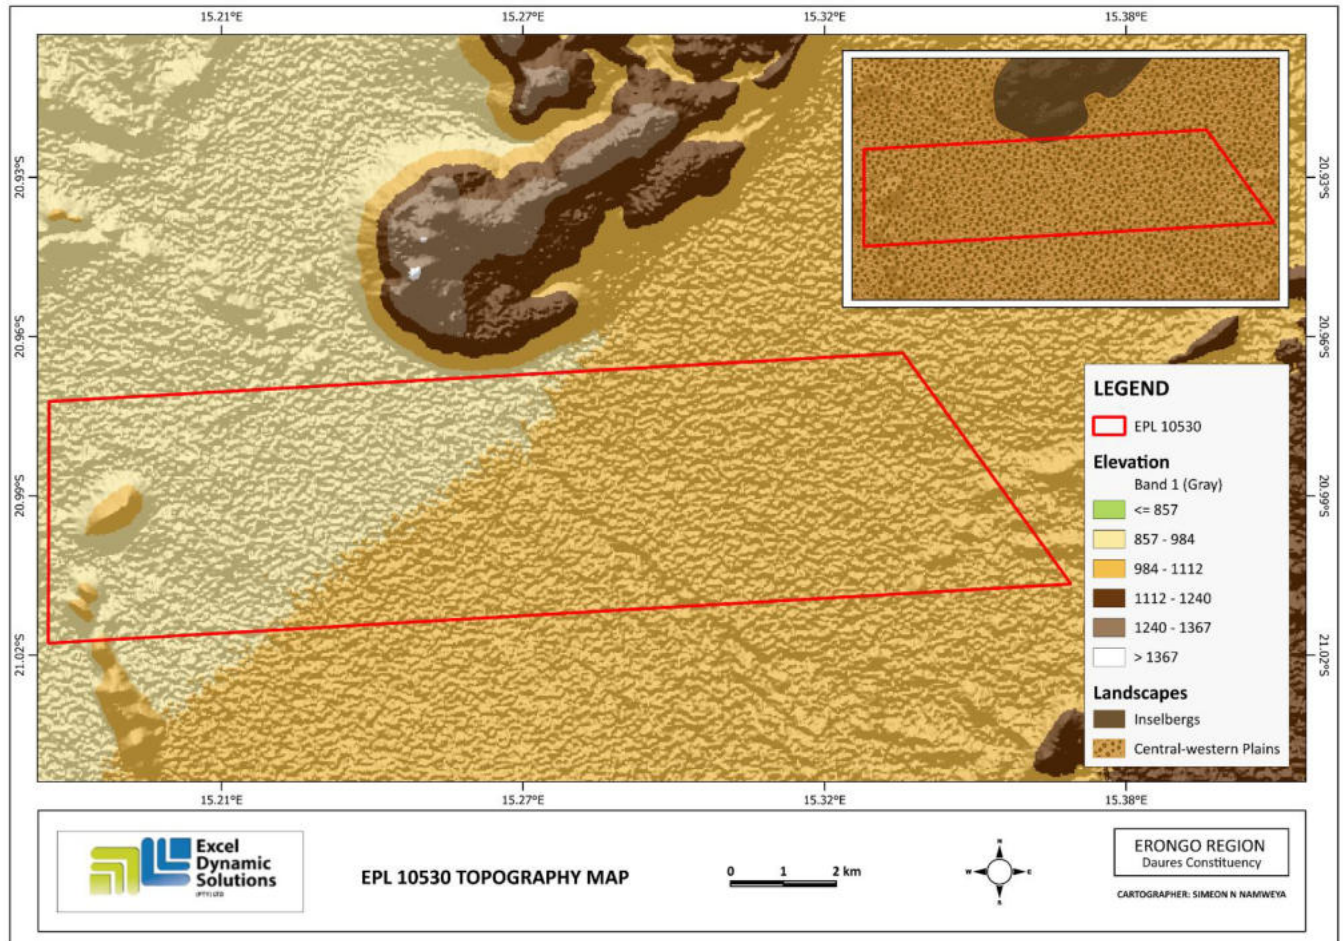 15.21°E 15.27°E 15.32°E 15.38°E
20.93°S 20.93°S
20.96°S 20.96°S
20.99°S 20.99°S
21.02°S 21.02°S
LEGEND
EPL 10530
Elevation
Band 1 (Gray)
<= 857
857 - 984
984 - 1112
1112 - 1240
1240 - 1367
> 1367
Landscapes
Inselbergs
Central-western Plains
15.21°E 15.27°E 15.32°E 15.38°E
Excel
Dynamic
Solutions
(PTY) LTD
EPL 10530 TOPOGRAPHY MAP
0 1 2 km
N
W E
S
ERONGO REGION
Daures Constituency
CARTOGRAPHER: SIMEON N NAMWEYA